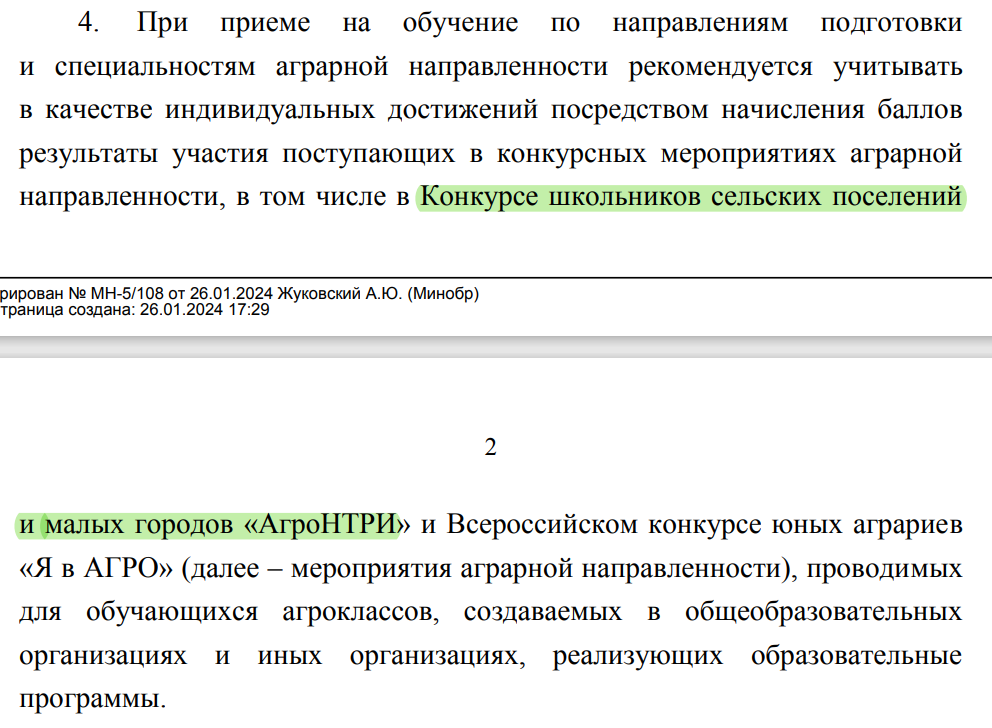 4. При приеме на обучение по направлениям подготовки
и специальностям аграрной направленности рекомендуется учитывать
в качестве индивидуальных достижений посредством начисления баллов
результаты участия поступающих в конкурсных мероприятиях аграрной
направленности, в том числе в Конкурсе школьников сельских поселений
рирован № МН-5/108 от 26.01.2024 Жуковский А.Ю. (Минобр)
траница создана: 26.01.2024 17:29
2
и малых городов «АгроНТРИ» и Всероссийском конкурсе юных аграриев
«Я в АГРО» (далее – мероприятия аграрной направленности), проводимых
для обучающихся агроклассов, создаваемых в общеобразовательных
организациях и иных организациях, реализующих образовательные
программы.